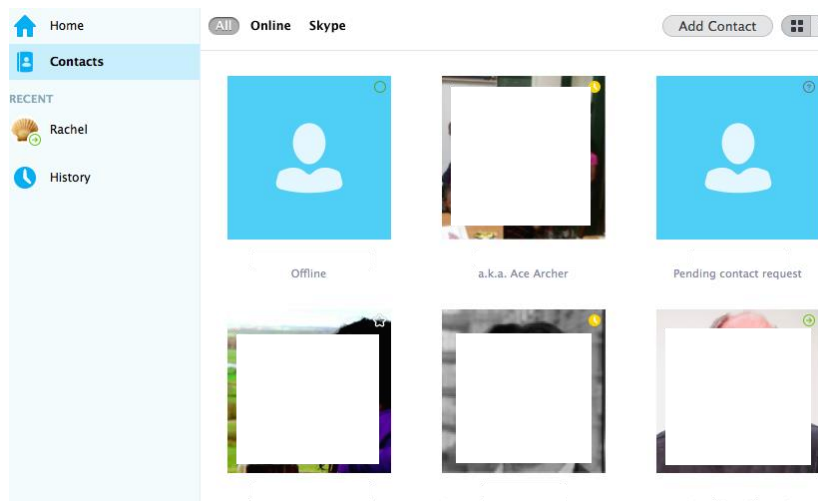 Home
All Online Skype
Add Contact
Contacts
RECENT
Rachel
History
Offline
a.k.a. Ace Archer
Pending contact request